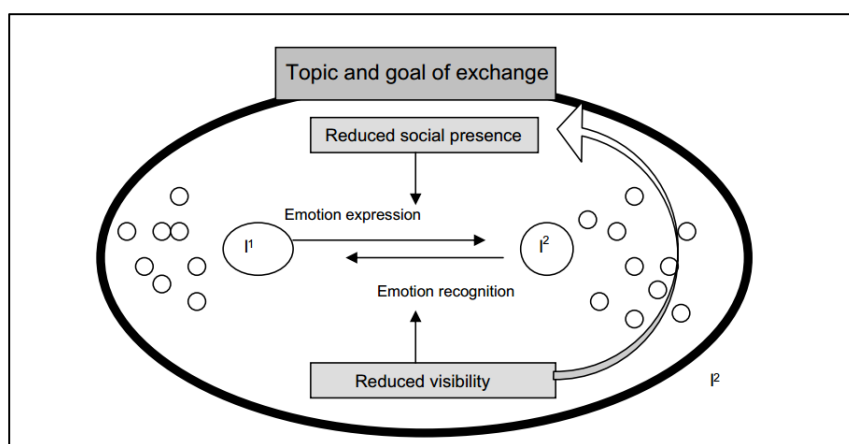 Topic and goal of exchange
Reduced social presence
Emotion expression
I¹
I²
Emotion recognition
Reduced visibility
I²